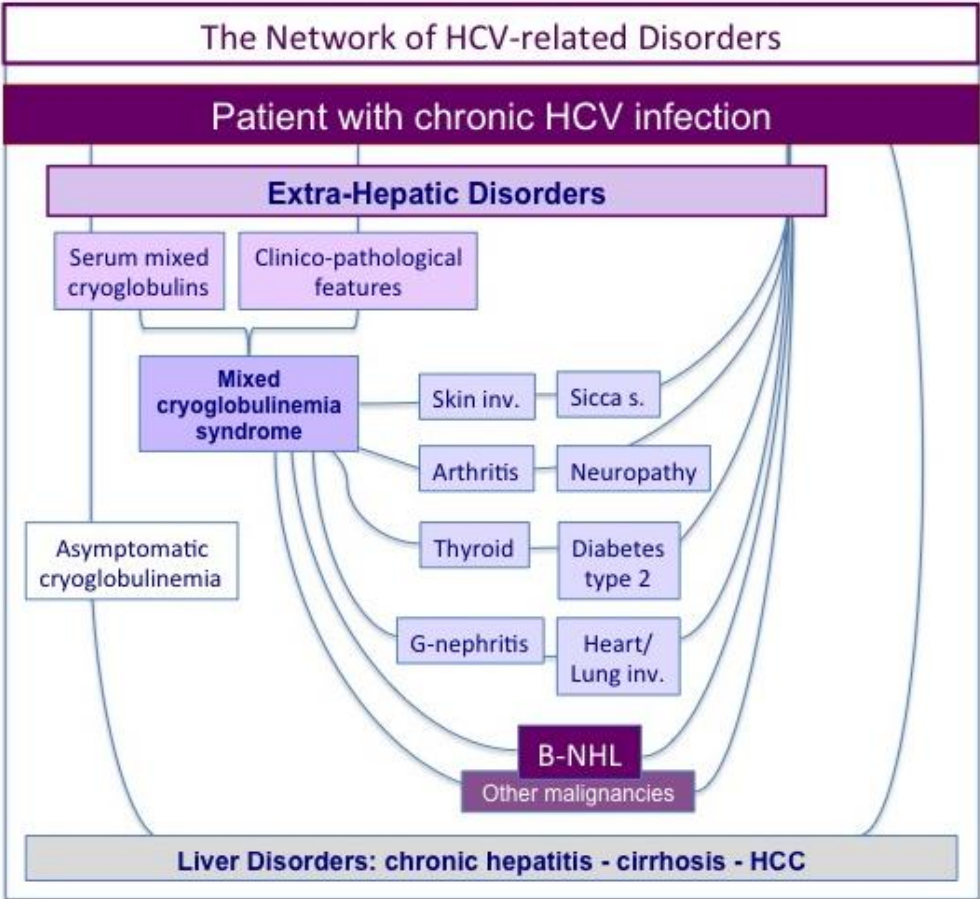 The Network of HCV-related Disorders
Patient with chronic HCV infection
Extra-Hepatic Disorders
Serum mixed
cryoglobulins
Clinico-pathological
features
Mixed
cryoglobulinemia
syndrome
Skin inv.
Sicca s.
Arthritis
Neuropathy
Asymptomatic
cryoglobulinemia
Thyroid
Diabetes
type 2
G-nephritis
Heart/
Lung inv.
B-NHL
Other malignancies
Liver Disorders: chronic hepatitis - cirrhosis - HCC